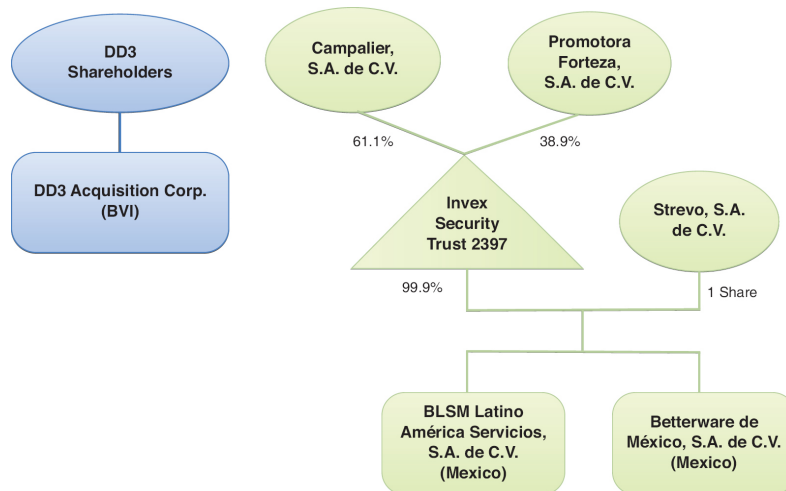 DD3
Shareholders
Campalier,
S.A. de C.V.
Promotora
Forteza,
S.A. de C.V.
61.1%
38.9%
DD3 Acquisition Corp.
(BVI)
Invex
Security
Trust 2397
Strevo, S.A.
de C.V.
99.9%
1 Share
BLSM Latino
América Servicios,
S.A. de C.V.
(Mexico)
Betterware de
México, S.A. de C.V.
(Mexico)